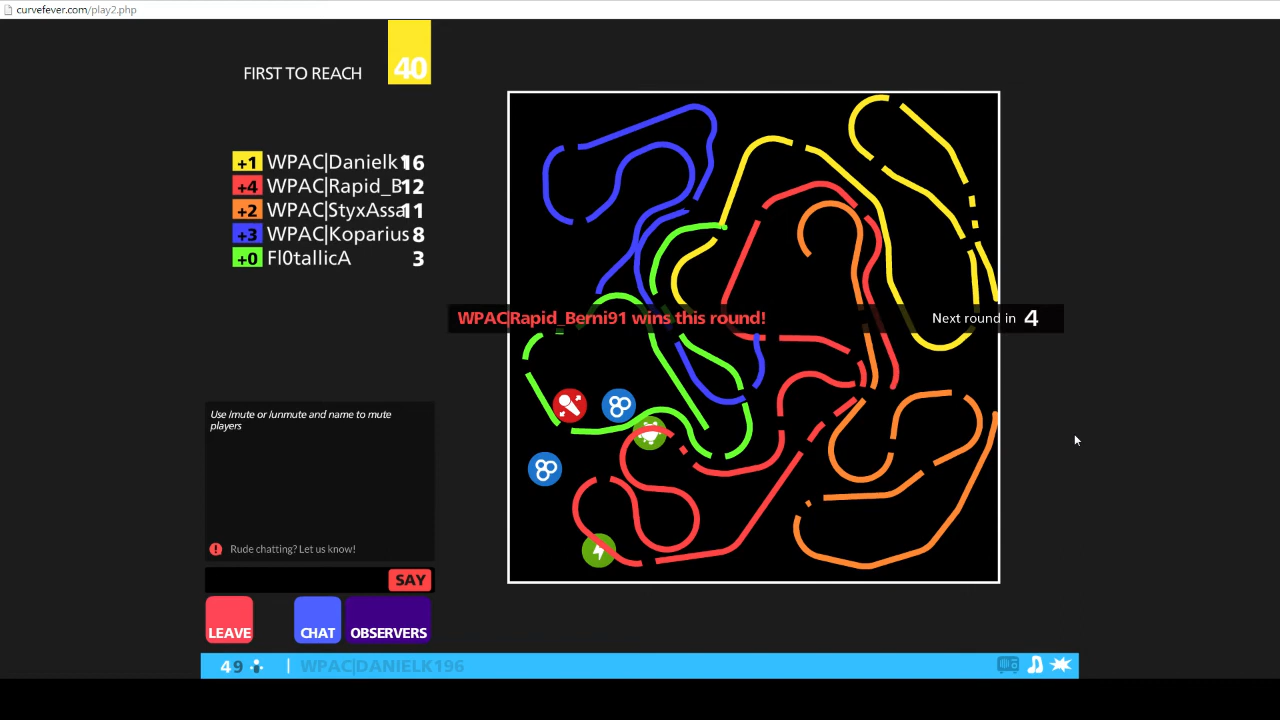 curvefever.com/play2.php
FIRST TO REACH 40
+1 WPAC|Danielk 16
+4 WPAC|Rapid_B 12
+2 WPAC|StyxAssa 11
+3 WPAC|Koparius 8
+0 Fl0tallicA 3
WPAC|Rapid_Berni91 wins this round!
Next round in 4
Use /mute or /unmute and name to mute
players
Rude chatting? Let us know!
SAY
LEAVE CHAT OBSERVERS
49 WPAC|DANIELK196